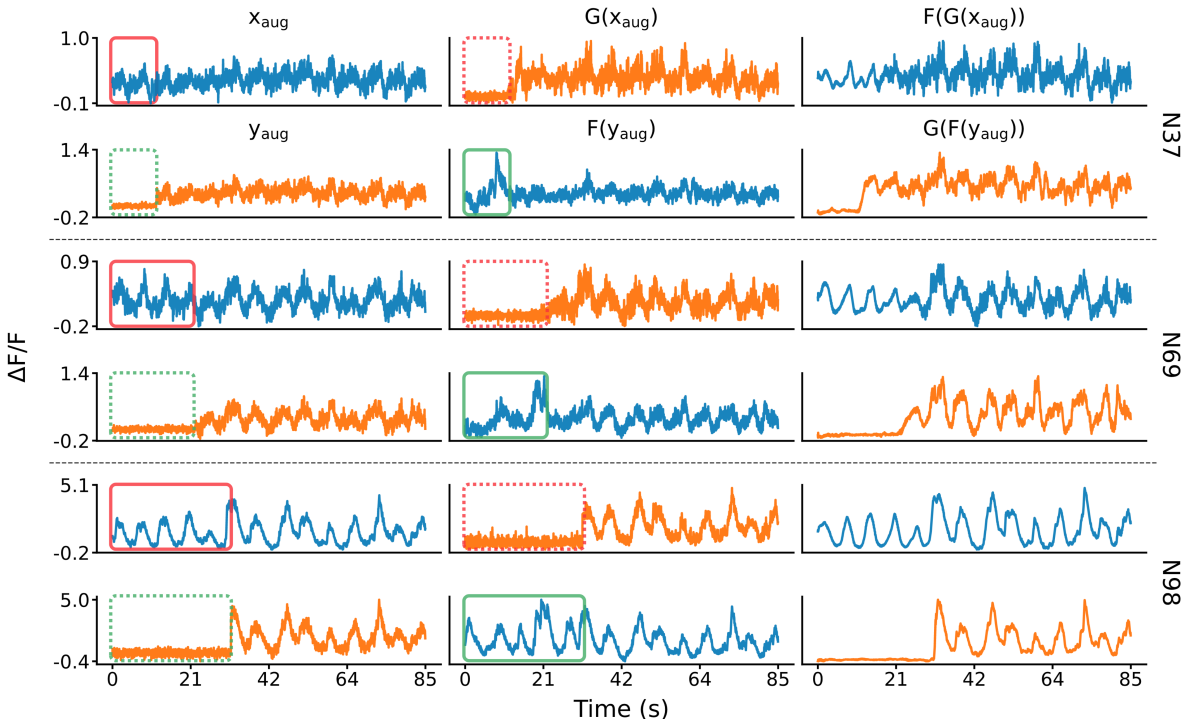 x_aug G(x_aug) F(G(x_aug))
1.0
-0.1
N37
y_aug F(y_aug) G(F(y_aug))
1.4
-0.2
0.9
-0.2
N69
ΔF/F
1.4
-0.2
5.1
-0.2
N98
5.0
-0.4
0 21 42 64 85 0 21 42 64 85 0 21 42 64 85
Time (s)